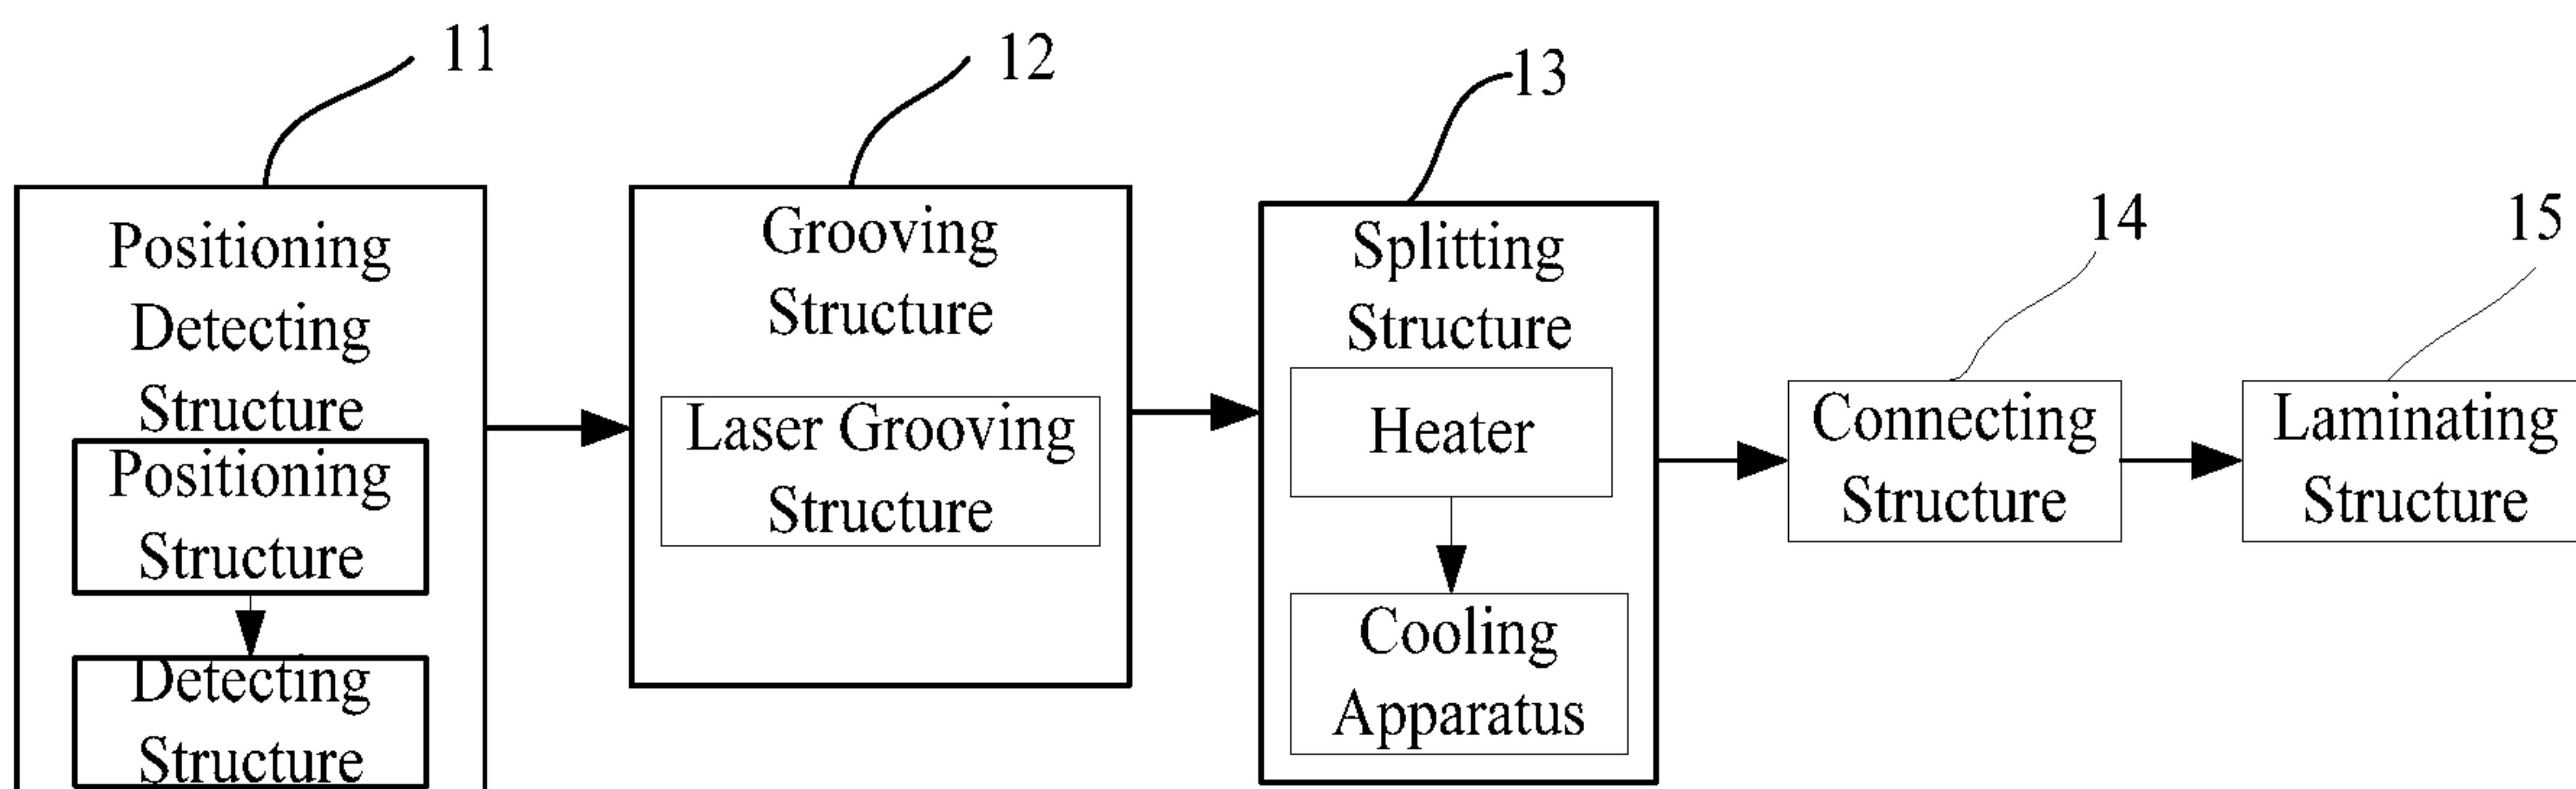 11
12
13
14
15
Positioning
Detecting
Structure
Positioning
Structure
Detecting
Structure
Grooving
Structure
Laser Grooving
Structure
Splitting
Structure
Heater
Cooling
Apparatus
Connecting
Structure
Laminating
Structure